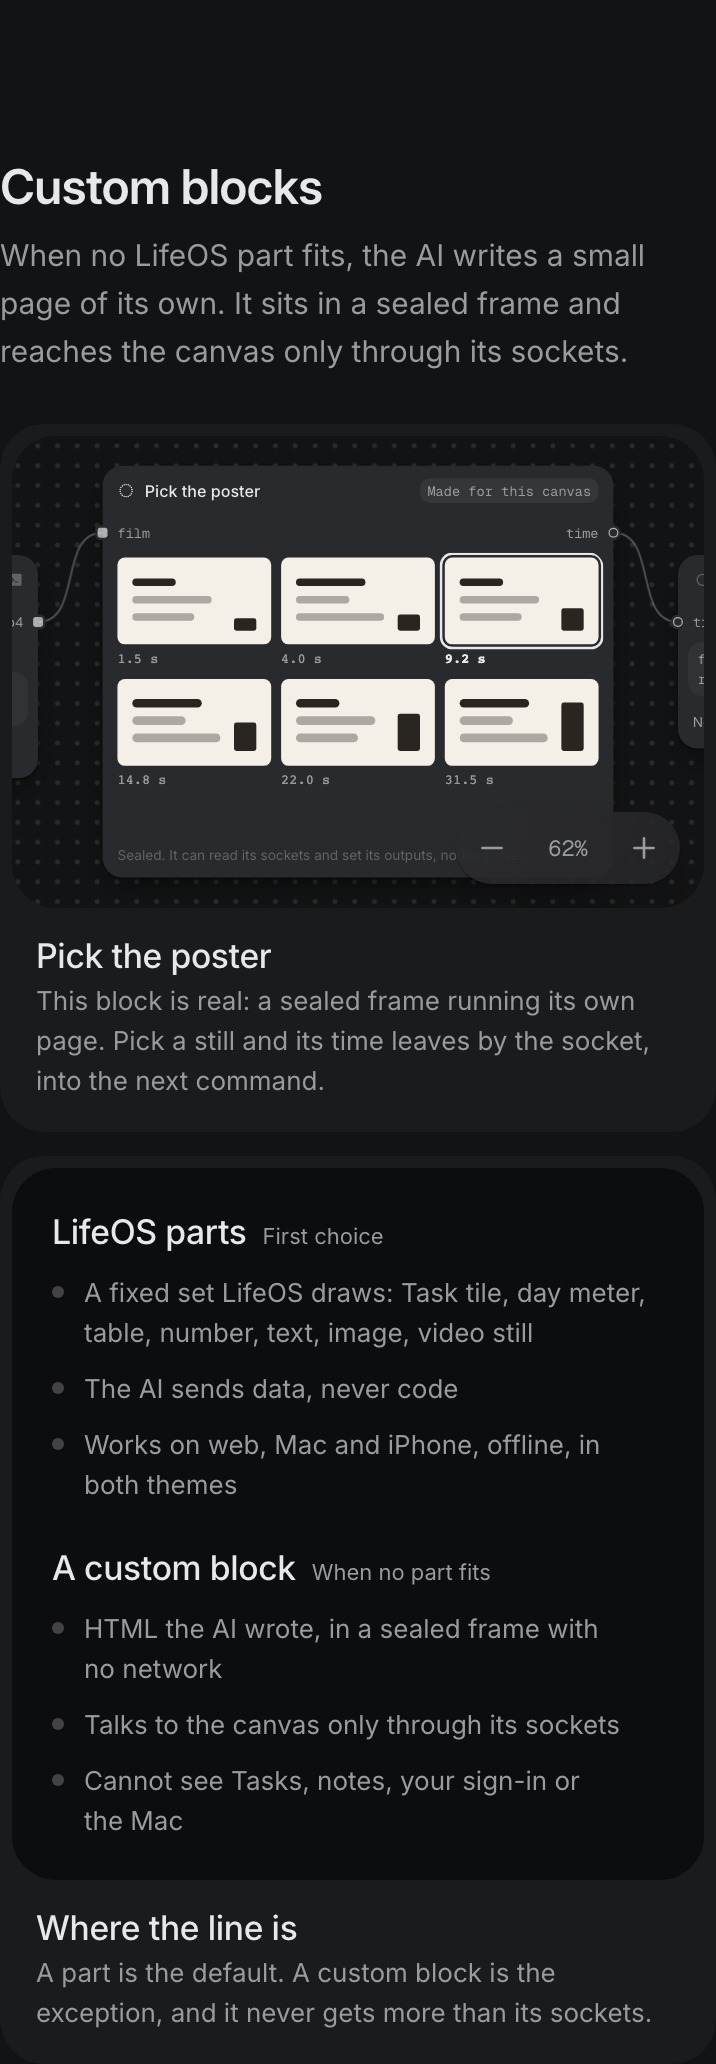 Custom blocks
When no LifeOS part fits, the AI writes a small
page of its own. It sits in a sealed frame and
reaches the canvas only through its sockets.
Pick the poster
Made for this canvas
film
time
1.5 s
4.0 s
9.2 s
14.8 s
22.0 s
31.5 s
Sealed. It can read its sockets and set its outputs, no
62%
Pick the poster
This block is real: a sealed frame running its own
page. Pick a still and its time leaves by the socket,
into the next command.
LifeOS parts First choice
A fixed set LifeOS draws: Task tile, day meter,
table, number, text, image, video still
The AI sends data, never code
Works on web, Mac and iPhone, offline, in
both themes
A custom block When no part fits
HTML the AI wrote, in a sealed frame with
no network
Talks to the canvas only through its sockets
Cannot see Tasks, notes, your sign-in or
the Mac
Where the line is
A part is the default. A custom block is the
exception, and it never gets more than its sockets.